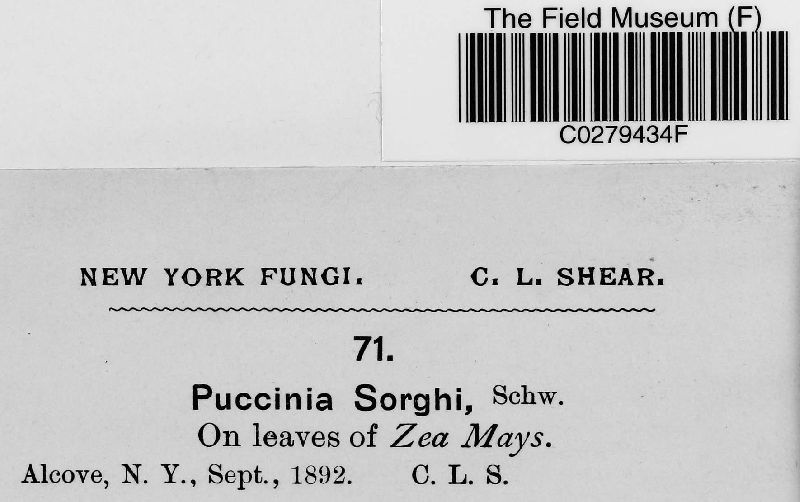 The Field Museum (F)
C0279434F
NEW YORK FUNGI. C. L. SHEAR.
71.
Puccinia Sorghi, Schw.
On leaves of Zea Mays.
Alcove, N. Y., Sept., 1892. C. L. S.